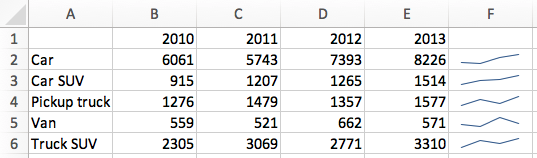 A B C D E F
1 2010 2011 2012 2013
2 Car 6061 5743 7393 8226
3 Car SUV 915 1207 1265 1514
4 Pickup truck 1276 1479 1357 1577
5 Van 559 521 662 571
6 Truck SUV 2305 3069 2771 3310